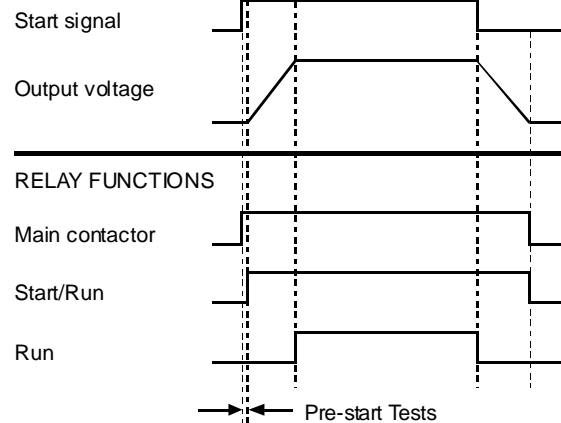 Start signal
Output voltage
RELAY FUNCTIONS
Main contactor
Start/Run
Run
Pre-start Tests